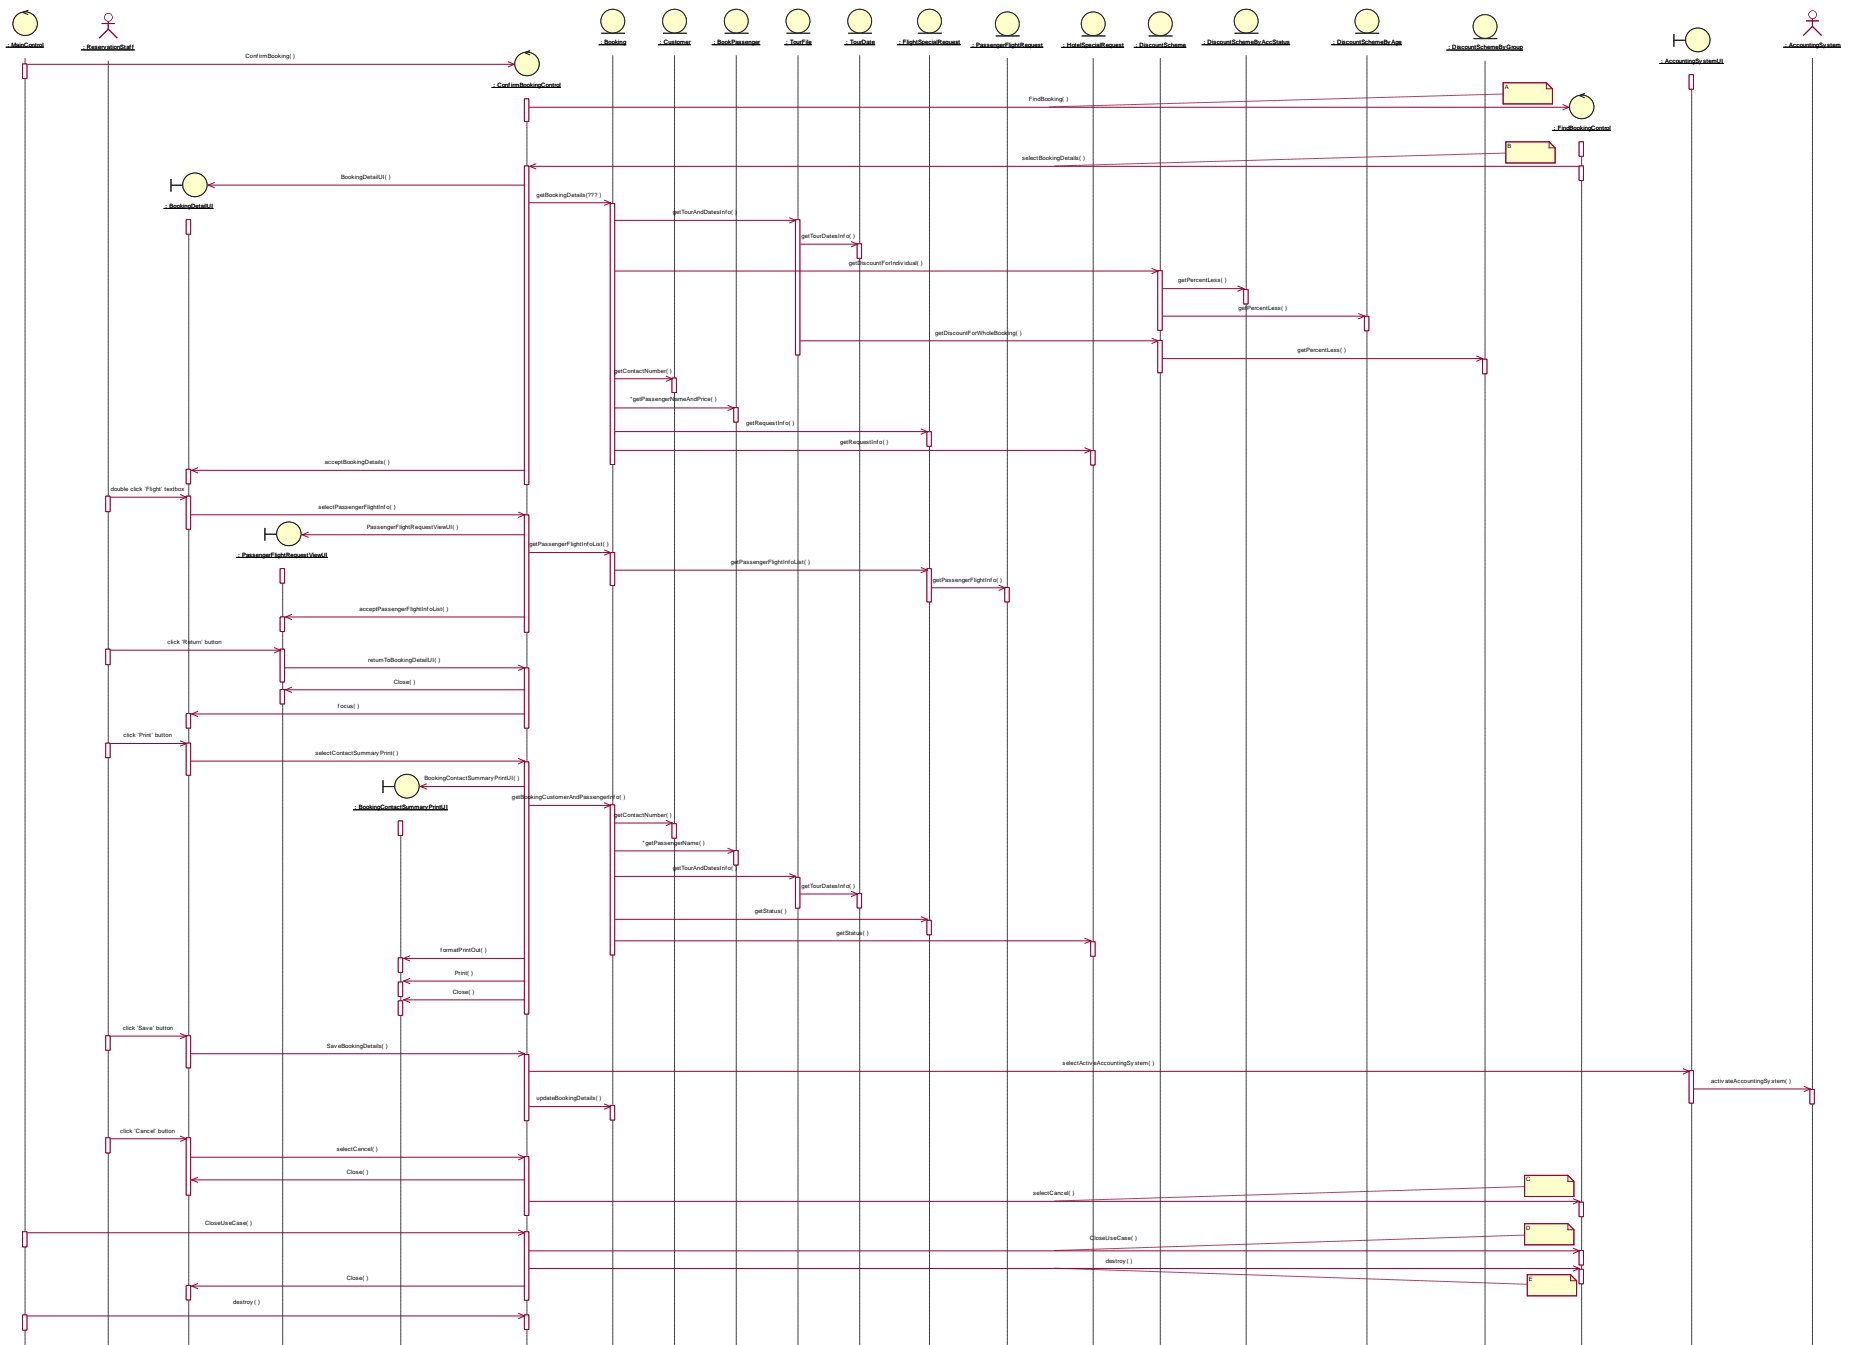 : MainControl
: ReservationStaff
: Booking
: Customer
: BookPassenger
: TourFile
: TourDate
: FlightSpecialRequest
: PassengerFlightRequest
: HotelSpecialRequest
: DiscountScheme
: DiscountSchemeByAccStatus
: DiscountSchemeByAge
: DiscountSchemeByGroup
: AccountingSystemUI
: AccountingSystem
ConfirmBooking( )
: ConfirmBookingControl
A
FindBooking( )
: FindBookingControl
B
selectBookingDetails( )
BookingDetailUI( )
: BookingDetailUI
getBookingDetails(??? )
getTourAndDatesInfo( )
getTourDatesInfo( )
getDiscountForIndividual( )
getPercentLess( )
getPercentLess( )
getDiscountForWholeBooking( )
getPercentLess( )
getContactNumber( )
*getPassengerNameAndPrice( )
getRequestInfo( )
getRequestInfo( )
acceptBookingDetails( )
double click 'Flight' textbox
selectPassengerFlightInfo( )
PassengerFlightRequestViewUI( )
: PassengerFlightRequestViewUI
getPassengerFlightInfoList( )
getPassengerFlightInfoList( )
getPassengerFlightInfo( )
acceptPassengerFlightInfoList( )
click 'Return' button
returnToBookingDetailUI( )
Close( )
focus( )
click 'Print' button
selectContactSummaryPrint( )
BookingContactSummaryPrintUI( )
: BookingContactSummaryPrintUI
getBookingCustomerAndPassengerInfo( )
getContactNumber( )
*getPassengerName( )
getTourAndDatesInfo( )
getTourDatesInfo( )
getStatus( )
getStatus( )
formatPrintOut( )
Print( )
Close( )
click 'Save' button
SaveBookingDetails( )
selectActiveAccountingSystem( )
activateAccountingSystem( )
updateBookingDetails( )
click 'Cancel' button
selectCancel( )
Close( )
C
selectCancel( )
CloseUseCase( )
D
CloseUseCase( )
destroy( )
Close( )
E
destroy( )